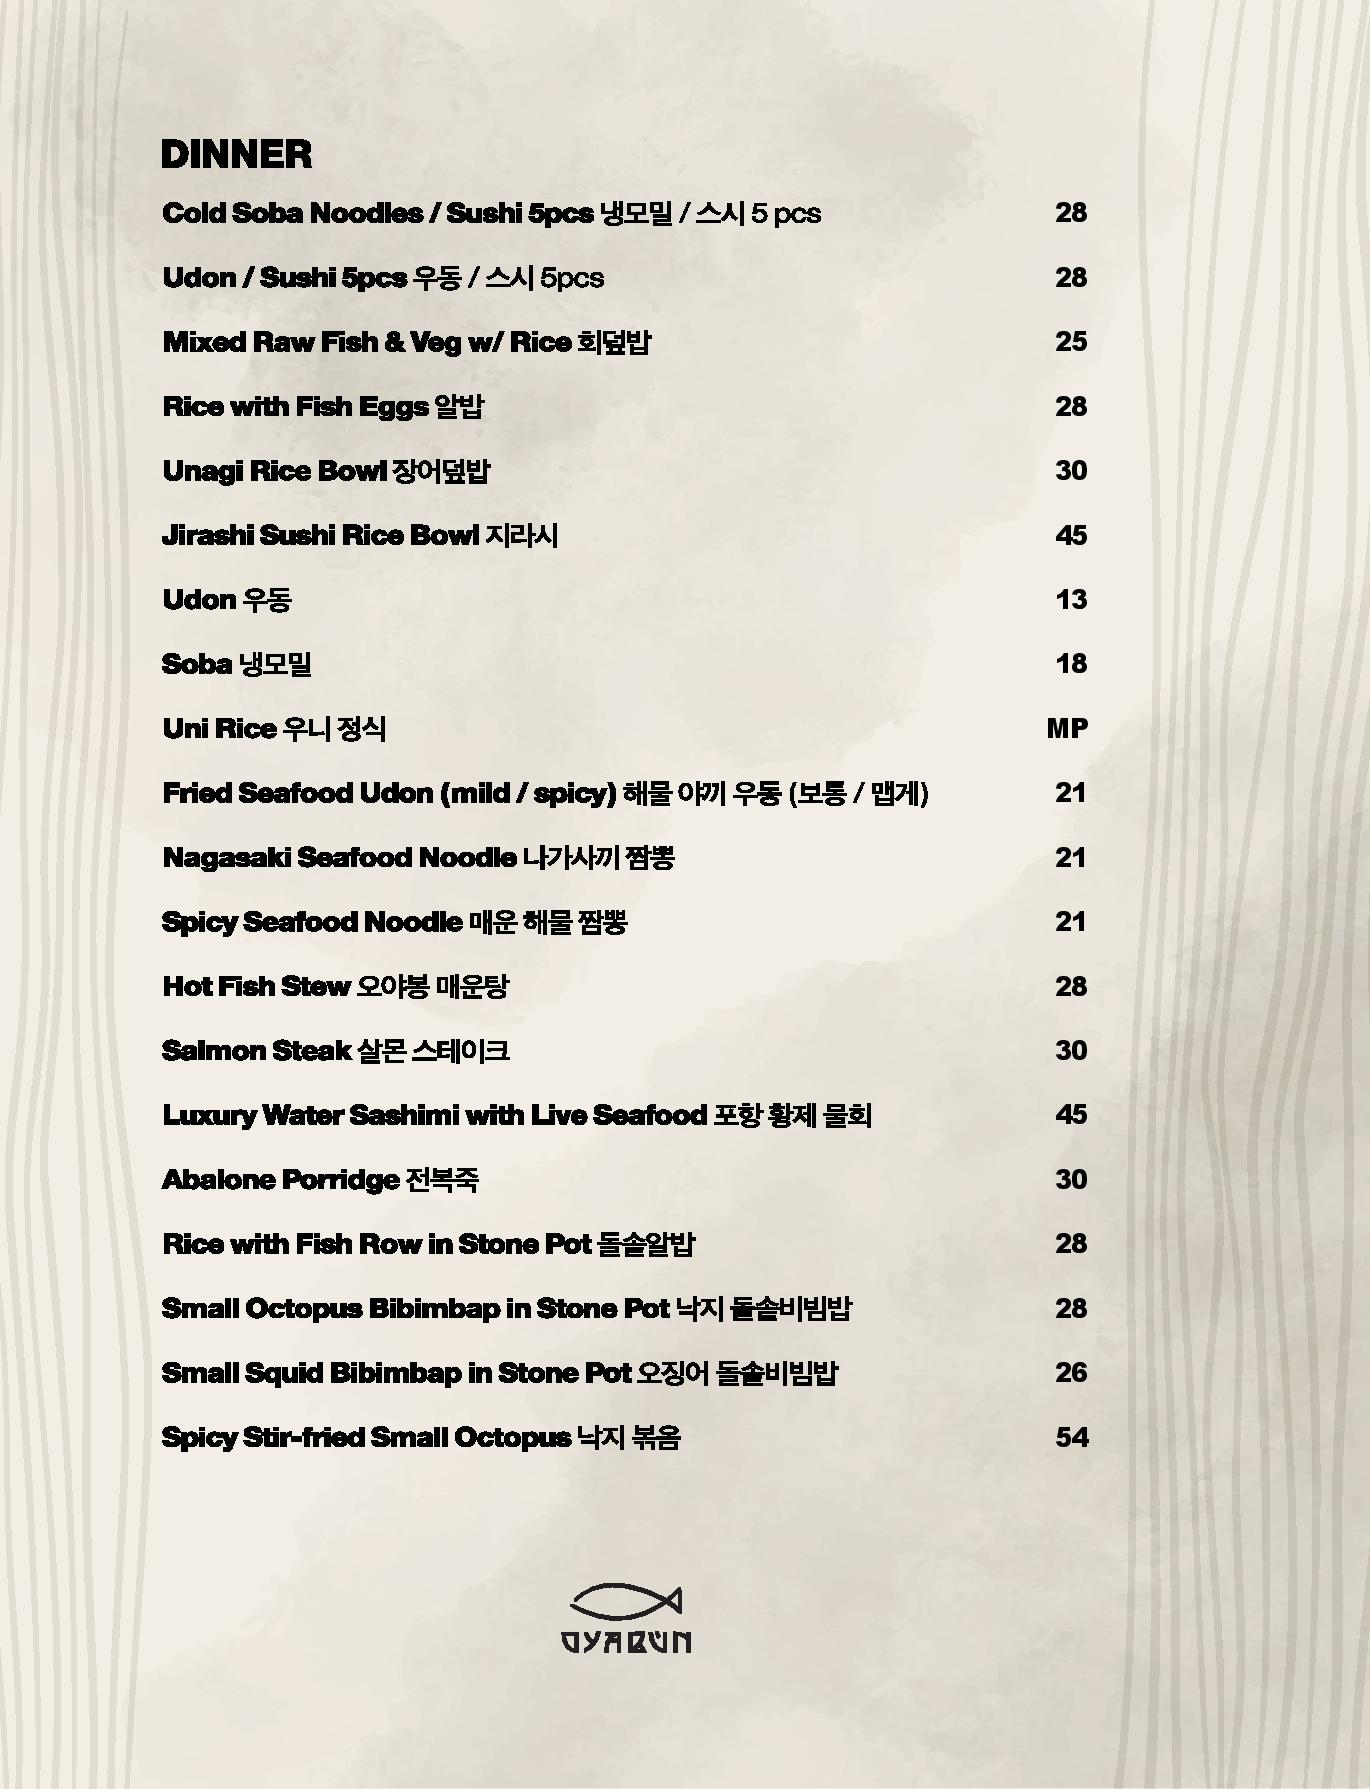 DINNER
Cold Soba Noodles / Sushi 5pcs 냉모밀 / 스시 5 pcs 28
Udon / Sushi 5pcs 우동 / 스시 5pcs 28
Mixed Raw Fish & Veg w/ Rice 회덮밥 25
Rice with Fish Eggs 알밥 28
Unagi Rice Bowl 장어덮밥 30
Jirashi Sushi Rice Bowl 지라시 45
Udon 우동 13
Soba 냉모밀 18
Uni Rice 우니 정식 MP
Fried Seafood Udon (mild / spicy) 해물 야끼 우동 (보통 / 맵게) 21
Nagasaki Seafood Noodle 나가사끼 짬뽕 21
Spicy Seafood Noodle 매운 해물 짬뽕 21
Hot Fish Stew 오야봉 매운탕 28
Salmon Steak 살몬 스테이크 30
Luxury Water Sashimi with Live Seafood 포항 황제 물회 45
Abalone Porridge 전복죽 30
Rice with Fish Row in Stone Pot 돌솥알밥 28
Small Octopus Bibimbap in Stone Pot 낙지 돌솥비빔밥 28
Small Squid Bibimbap in Stone Pot 오징어 돌솥비빔밥 26
Spicy Stir-fried Small Octopus 낙지 볶음 54
OYABUN